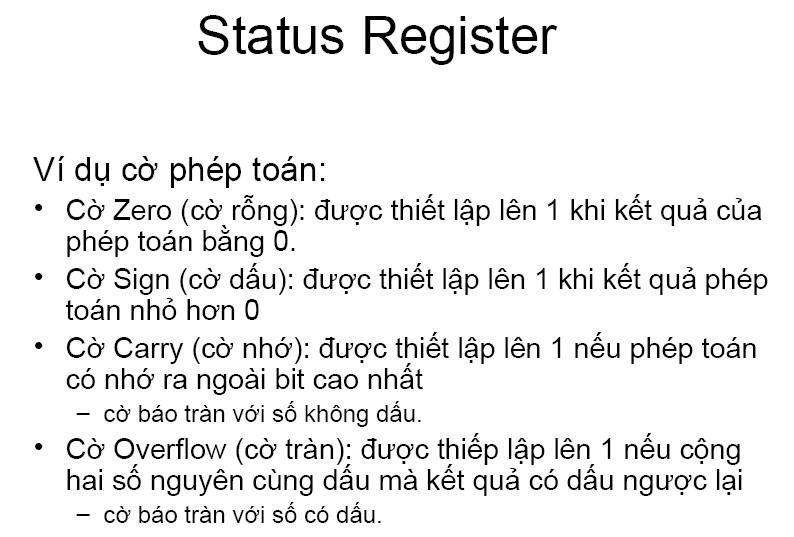 Status Register
Ví dụ cờ phép toán:
• Cờ Zero (cờ rỗng): được thiết lập lên 1 khi kết quả của
phép toán bằng 0.
• Cờ Sign (cờ dấu): được thiết lập lên 1 khi kết quả phép
toán nhỏ hơn 0
• Cờ Carry (cờ nhớ): được thiết lập lên 1 nếu phép toán
có nhớ ra ngoài bit cao nhất
– cờ báo tràn với số không dấu.
• Cờ Overflow (cờ tràn): được thiếp lập lên 1 nếu cộng
hai số nguyên cùng dấu mà kết quả có dấu ngược lại
– cờ báo tràn với số có dấu.